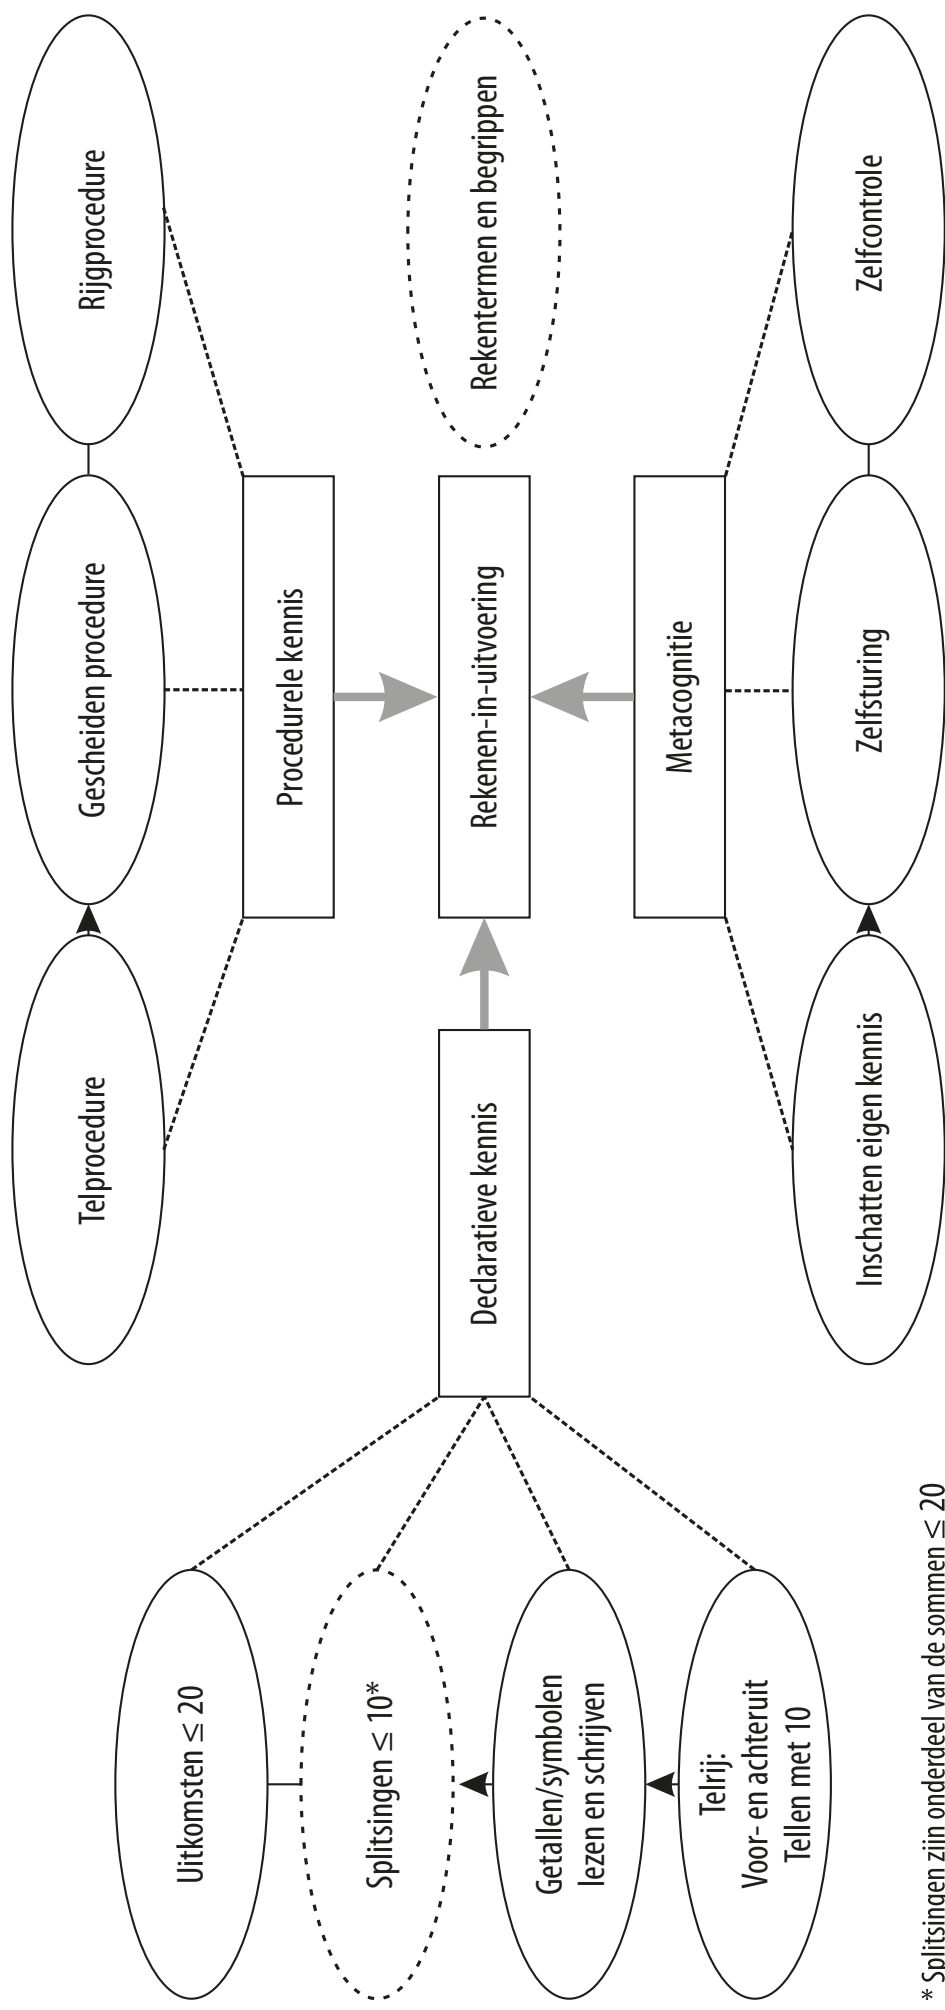 Telprocedure
Gescheiden procedure
Rijgprocedure
Procedurele kennis
Uitkomsten ≤ 20
Splitsingen ≤ 10*
Getallen/symbolen
lezen en schrijven
Telrij:
Voor- en achteruit
Tellen met 10
Declaratieve kennis
Rekenen-in-uitvoering
Rekentermen en begrippen
Metacognitie
Inschatten eigen kennis
Zelfsturing
Zelfcontrole
* Splitsingen zijn onderdeel van de sommen ≤ 20